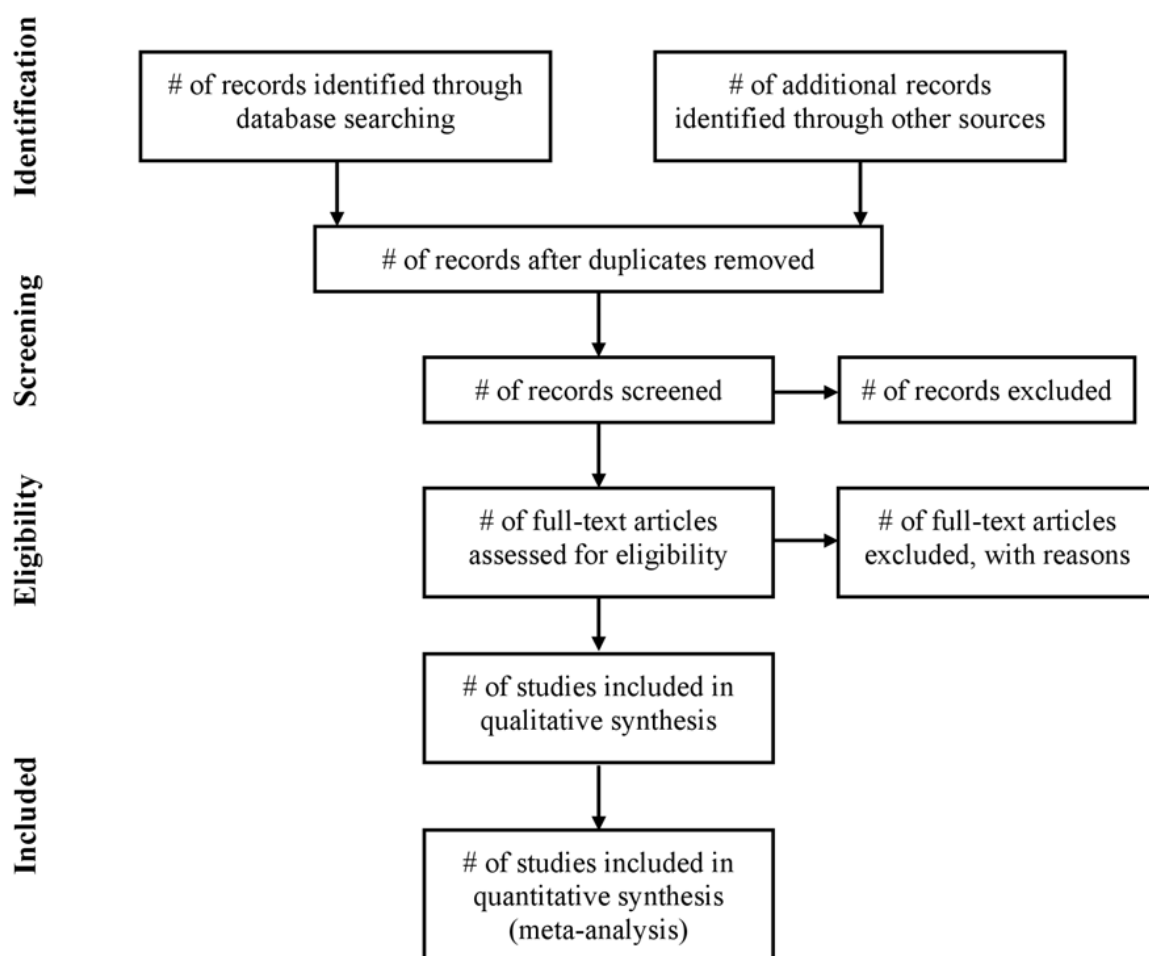 Identification
# of records identified through
database searching
# of additional records
identified through other sources
Screening
# of records after duplicates removed
# of records screened
# of records excluded
Eligibility
# of full-text articles
assessed for eligibility
# of full-text articles
excluded, with reasons
Included
# of studies included in
qualitative synthesis
# of studies included in
quantitative synthesis
(meta-analysis)